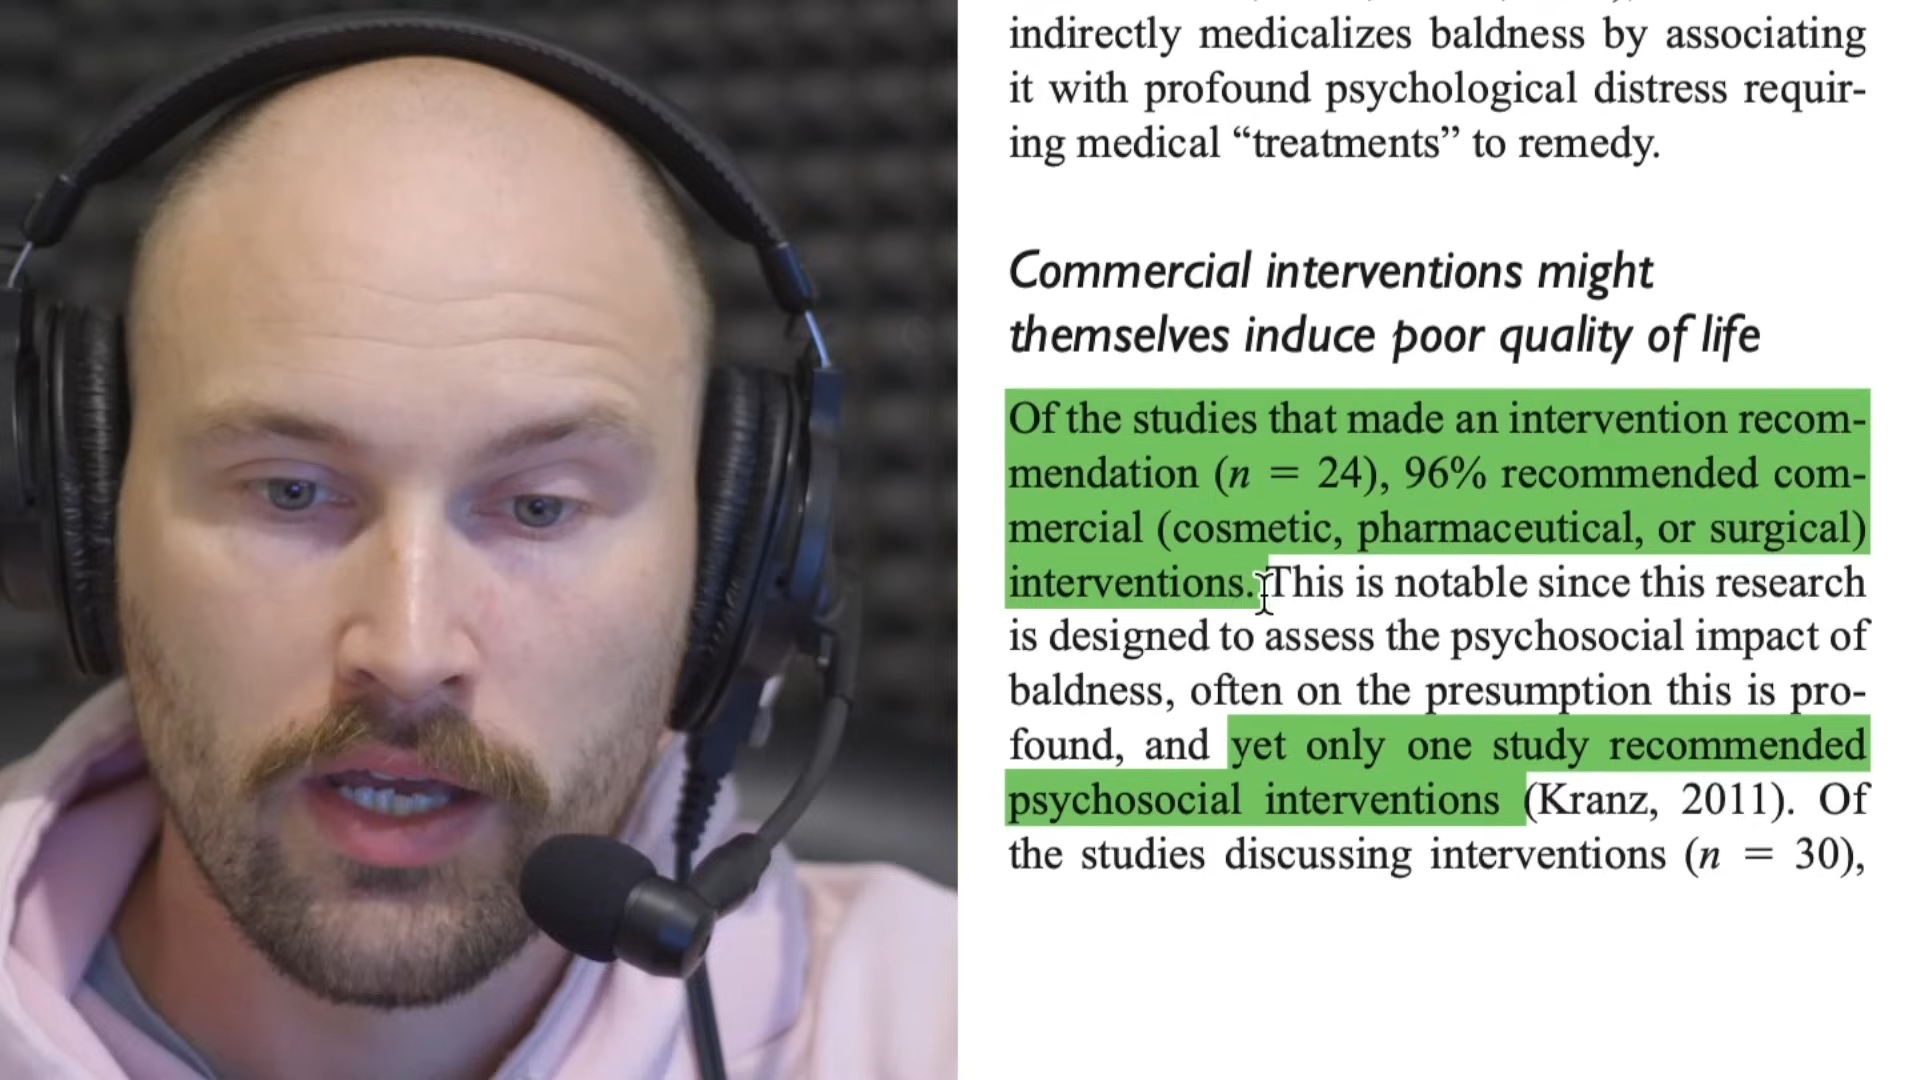 indirectly medicalizes baldness by associating
it with profound psychological distress requir-
ing medical “treatments” to remedy.
Commercial interventions might
themselves induce poor quality of life
Of the studies that made an intervention recom-
mendation (n = 24), 96% recommended com-
mercial (cosmetic, pharmaceutical, or surgical)
interventions. This is notable since this research
is designed to assess the psychosocial impact of
baldness, often on the presumption this is pro-
found, and yet only one study recommended
psychosocial interventions (Kranz, 2011). Of
the studies discussing interventions (n = 30),